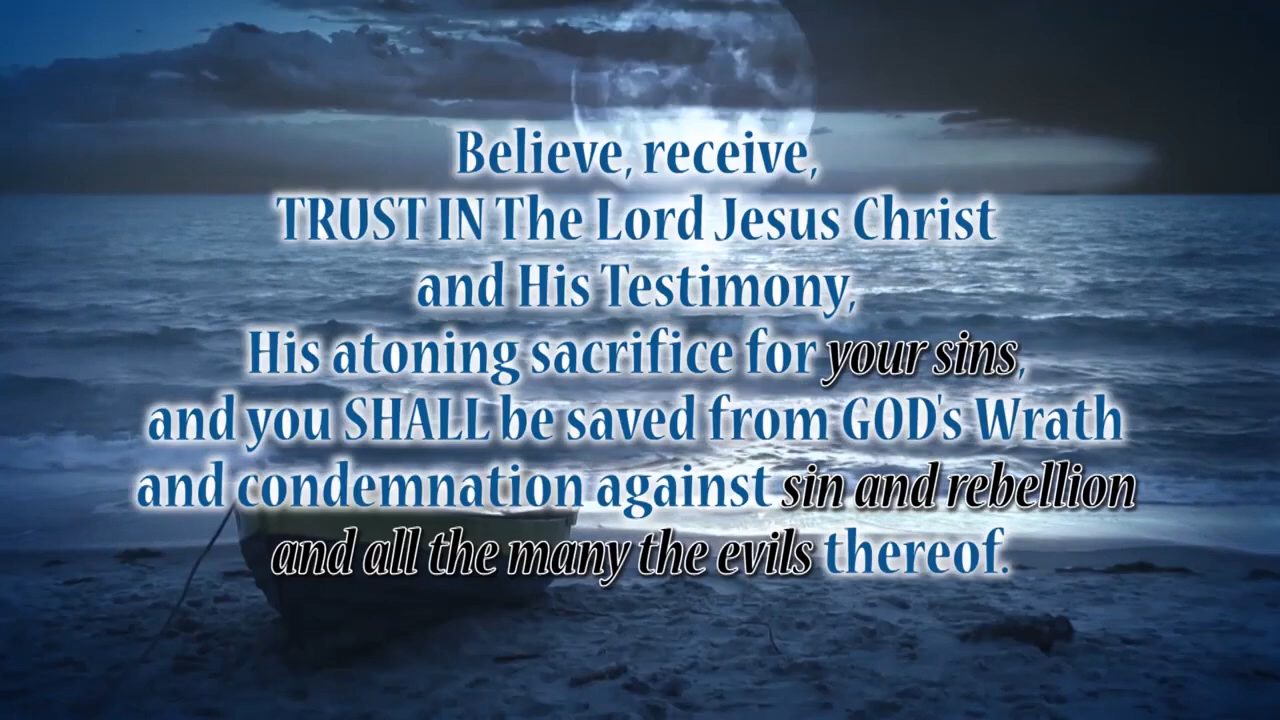 Believe, receive,
TRUST IN The Lord Jesus Christ
and His Testimony,
His atoning sacrifice for your sins,
and you SHALL be saved from GOD's Wrath
and condemnation against sin and rebellion
and all the many the evils thereof.